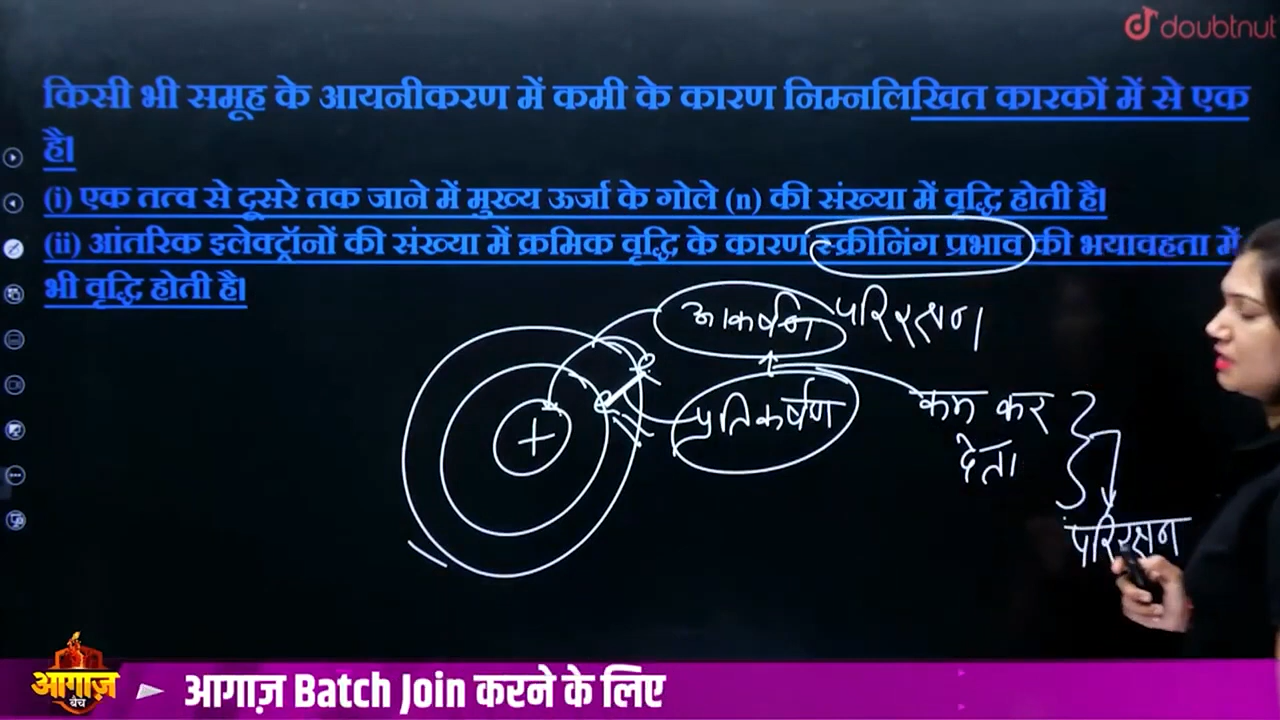 doubtnut
किसी भी समूह के आयनीकरण में कमी के कारण निम्नलिखित कारकों में से एक
है।
(i) एक तत्व से दूसरे तक जाने में मुख्य ऊर्जा के गोले (n) की संख्या में वृद्धि होती है।
(ii) आंतरिक इलेक्ट्रॉनों की संख्या में क्रमिक वृद्धि के कारण स्क्रीनिंग प्रभाव की भयावहता में
भी वृद्धि होती है।
आकर्षण परिरक्षण
प्रतिकर्षण
कम कर
देता
+
परिरक्षण
आगाज़
बैच
आगाज़ Batch Join करने के लिए